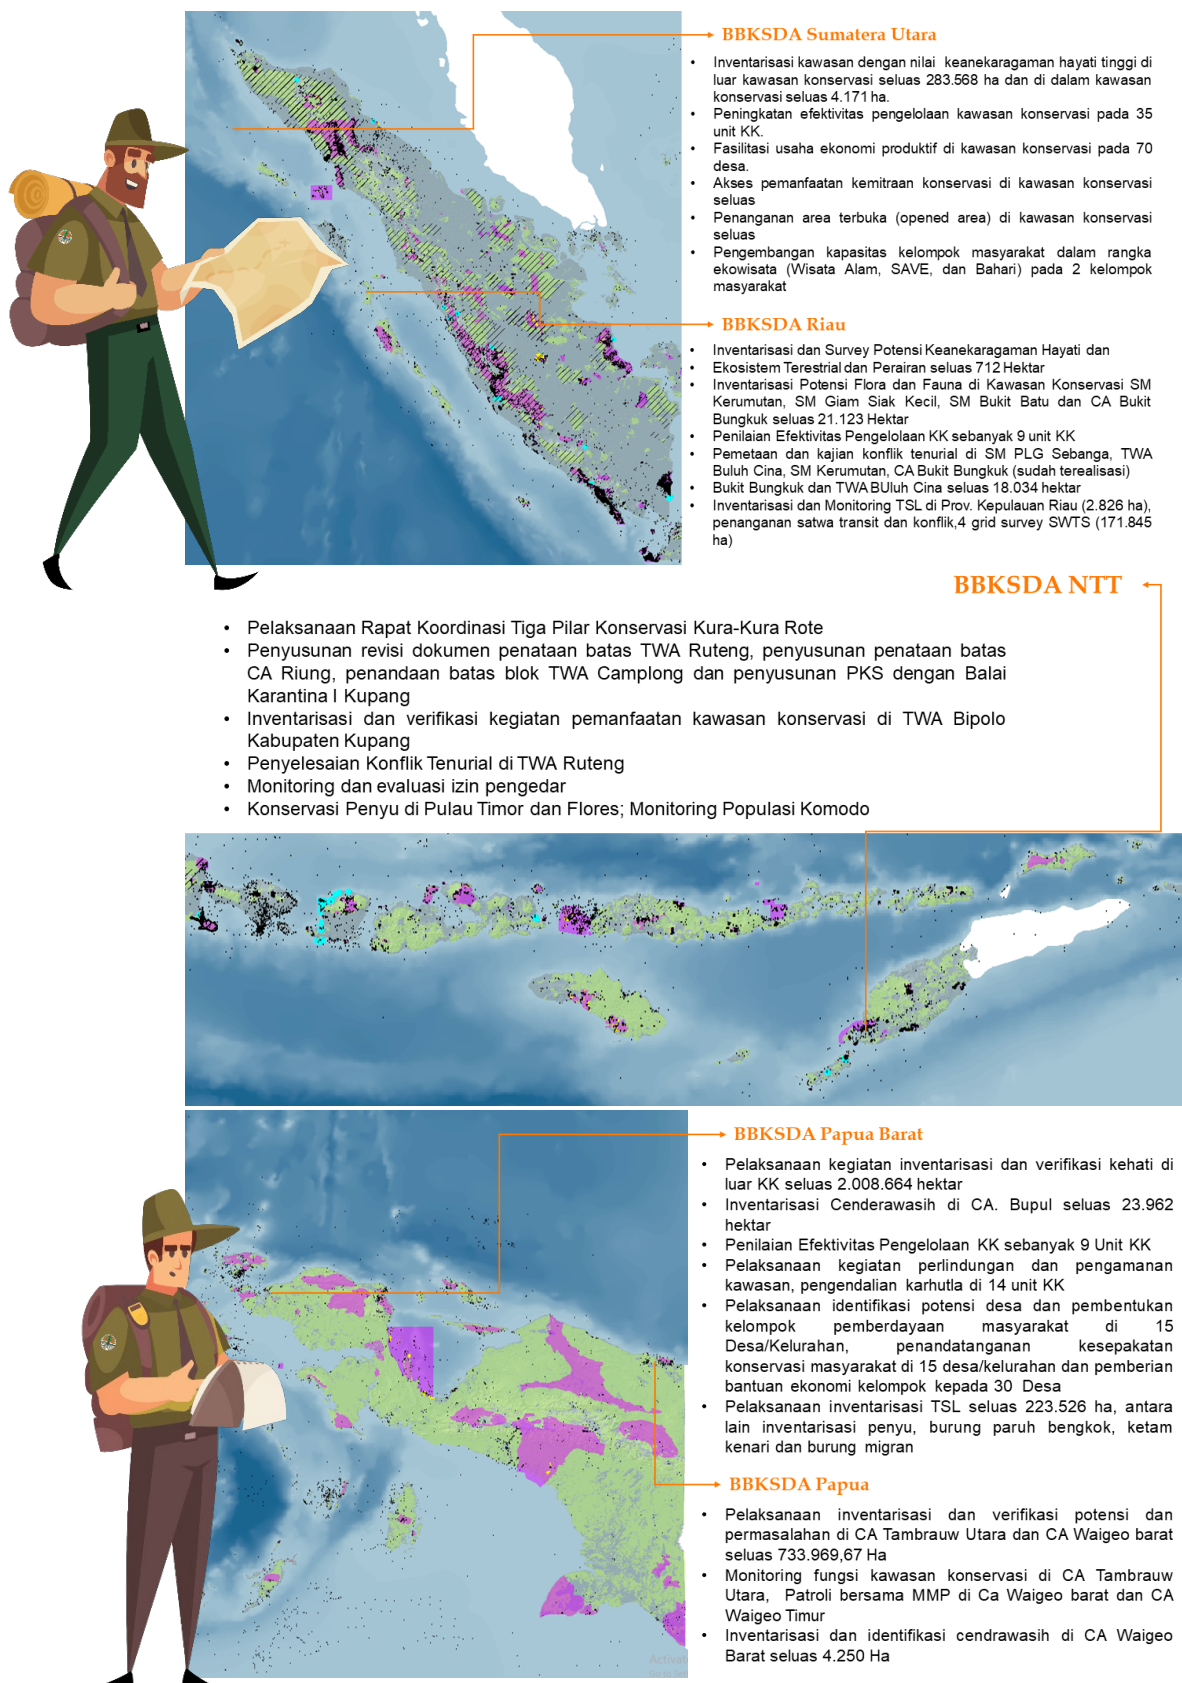 BBKSDA Sumatera Utara
• Inventarisasi kawasan dengan nilai keanekaragaman hayati tinggi di
luar kawasan konservasi seluas 283.568 ha dan di dalam kawasan
konservasi seluas 4.171 ha.
• Peningkatan efektivitas pengelolaan kawasan konservasi pada 35
unit KK.
• Fasilitasi usaha ekonomi produktif di kawasan konservasi pada 70
desa.
• Akses pemanfaatan kemitraan konservasi di kawasan konservasi
seluas
• Penanganan area terbuka (opened area) di kawasan konservasi
seluas
• Pengembangan kapasitas kelompok masyarakat dalam rangka
ekowisata (Wisata Alam, SAVE, dan Bahari) pada 2 kelompok
masyarakat
BBKSDA Riau
• Inventarisasi dan Survey Potensi Keanekaragaman Hayati dan
• Ekosistem Terestrial dan Perairan seluas 712 Hektar
• Inventarisasi Potensi Flora dan Fauna di Kawasan Konservasi SM
Kerumutan, SM Giam Siak Kecil, SM Bukit Batu dan CA Bukit
Bungkuk seluas 21.123 Hektar
• Penilaian Efektivitas Pengelolaan KK sebanyak 9 unit KK
• Pemetaan dan kajian konflik tenurial di SM PLG Sebanga, TWA
Buluh Cina, SM Kerumutan, CA Bukit Bungkuk (sudah terealisasi)
• Bukit Bungkuk dan TWA BUluh Cina seluas 18.034 hektar
• Inventarisasi dan Monitoring TSL di Prov. Kepulauan Riau (2.826 ha),
penanganan satwa transit dan konflik,4 grid survey SWTS (171.845
ha)
BBKSDA NTT
• Pelaksanaan Rapat Koordinasi Tiga Pilar Konservasi Kura-Kura Rote
• Penyusunan revisi dokumen penataan batas TWA Ruteng, penyusunan penataan batas
CA Riung, penandaan batas blok TWA Camplong dan penyusunan PKS dengan Balai
Karantina I Kupang
• Inventarisasi dan verifikasi kegiatan pemanfaatan kawasan konservasi di TWA Bipolo
Kabupaten Kupang
• Penyelesaian Konflik Tenurial di TWA Ruteng
• Monitoring dan evaluasi izin pengedar
• Konservasi Penyu di Pulau Timor dan Flores; Monitoring Populasi Komodo
BBKSDA Papua Barat
• Pelaksanaan kegiatan inventarisasi dan verifikasi kehati di
luar KK seluas 2.008.664 hektar
• Inventarisasi Cenderawasih di CA. Bupul seluas 23.962
hektar
• Penilaian Efektivitas Pengelolaan KK sebanyak 9 Unit KK
• Pelaksanaan kegiatan perlindungan dan pengamanan
kawasan, pengendalian karhutla di 14 unit KK
• Pelaksanaan identifikasi potensi desa dan pembentukan
kelompok pemberdayaan masyarakat di 15
Desa/Kelurahan, penandatanganan kesepakatan
konservasi masyarakat di 15 desa/kelurahan dan pemberian
bantuan ekonomi kelompok kepada 30 Desa
• Pelaksanaan inventarisasi TSL seluas 223.526 ha, antara
lain inventarisasi penyu, burung paruh bengkok, ketam
kenari dan burung migran
BBKSDA Papua
• Pelaksanaan inventarisasi dan verifikasi potensi dan
permasalahan di CA Tambrauw Utara dan CA Waigeo barat
seluas 733.969,67 Ha
• Monitoring fungsi kawasan konservasi di CA Tambrauw
Utara, Patroli bersama MMP di Ca Waigeo barat dan CA
Waigeo Timur
• Inventarisasi dan identifikasi cendrawasih di CA Waigeo
Barat seluas 4.250 Ha
Activat
Go to Set